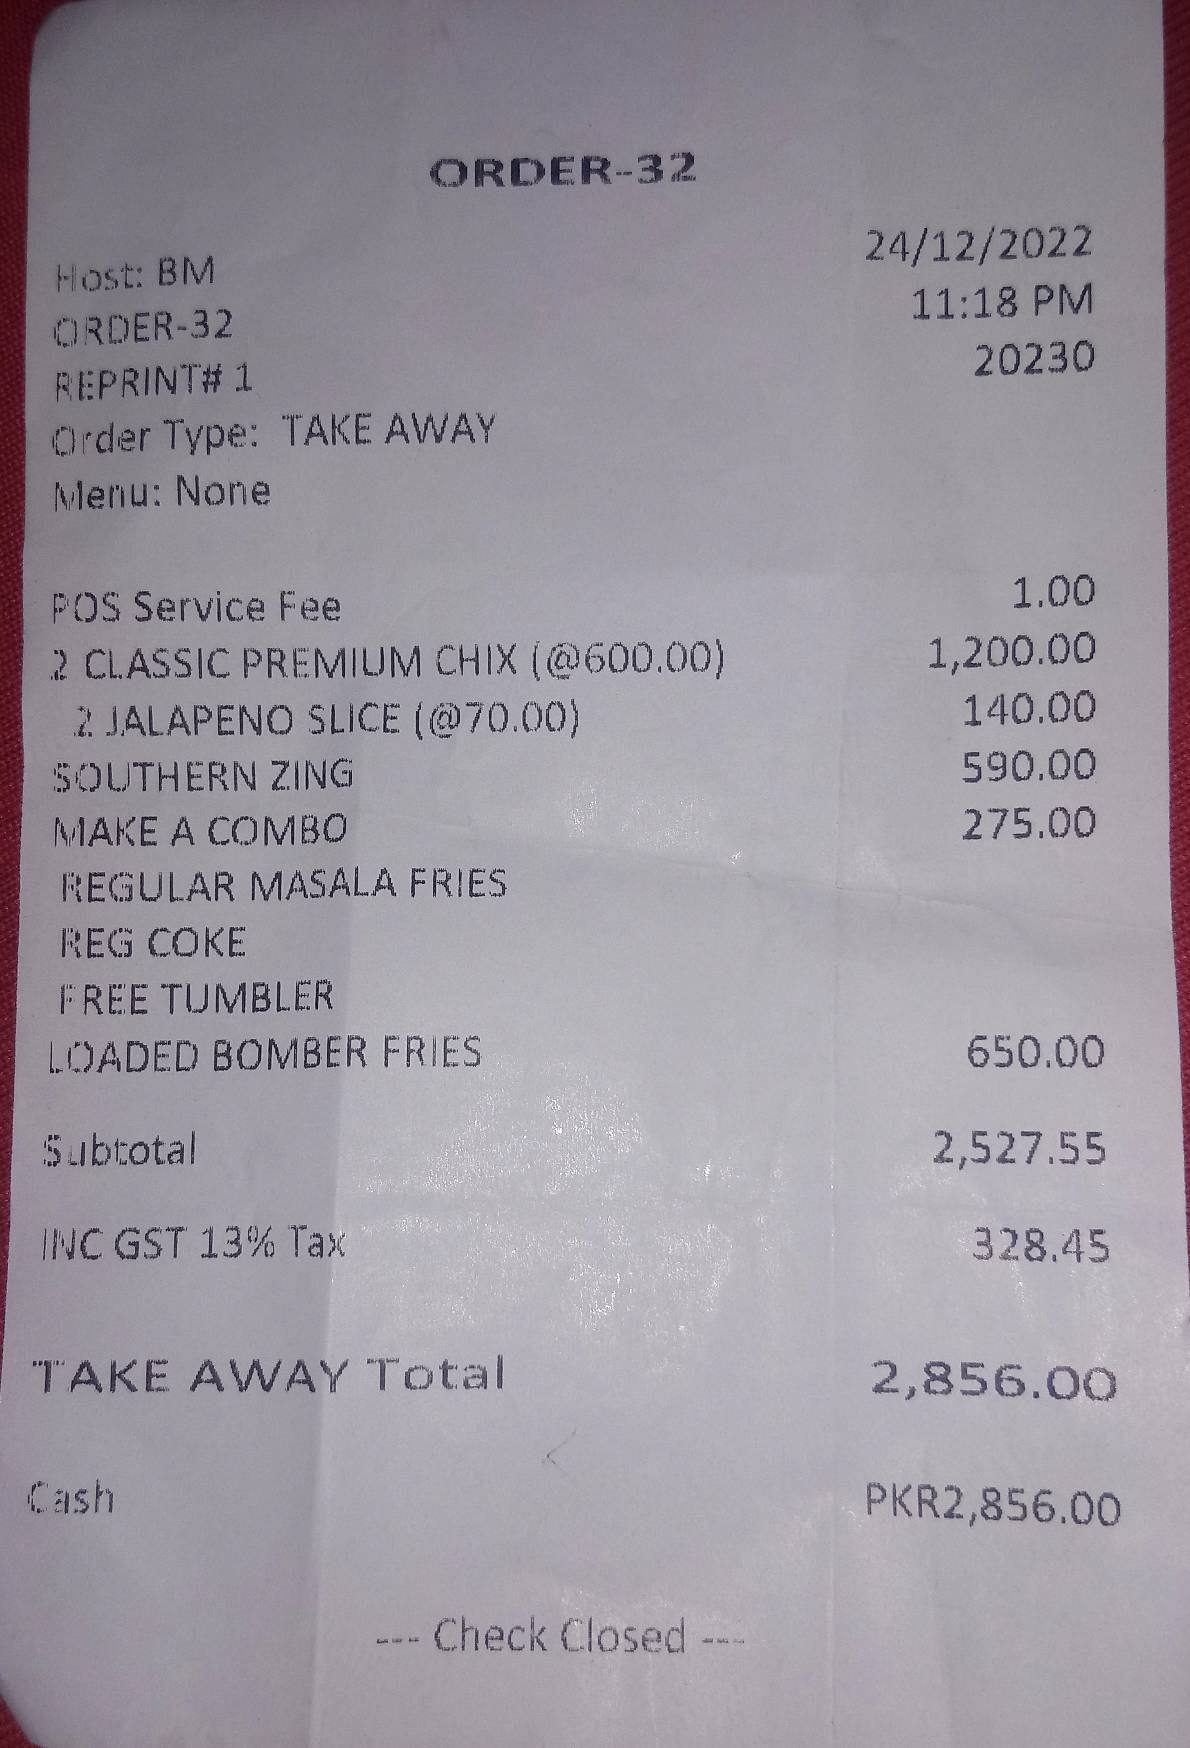 ORDER-32
Host: BM 24/12/2022
ORDER-32 11:18 PM
REPRINT# 1 20230
Order Type: TAKE AWAY
Menu: None
POS Service Fee 1.00
2 CLASSIC PREMIUM CHIX (@600.00) 1,200.00
2 JALAPENO SLICE (@70.00) 140.00
SOUTHERN ZING 590.00
MAKE A COMBO 275.00
REGULAR MASALA FRIES
REG COKE
FREE TUMBLER
LOADED BOMBER FRIES 650.00
Subtotal 2,527.55
INC GST 13% Tax 328.45
TAKE AWAY Total 2,856.00
Cash PKR2,856.00
--- Check Closed ---